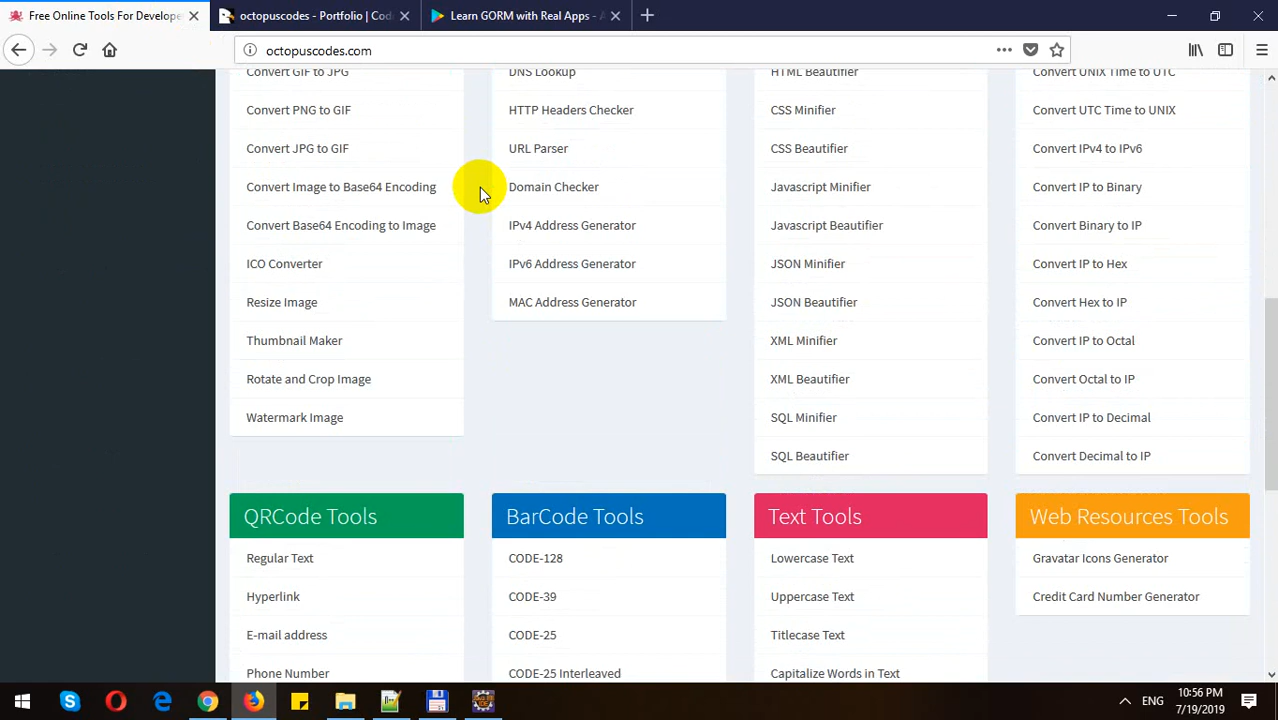 Free Online Tools For Develope
octopuscodes - Portfolio | Cod
Learn GORM with Real Apps - A
octopuscodes.com
Convert GIF to JPG
Convert PNG to GIF
Convert JPG to GIF
Convert Image to Base64 Encoding
Convert Base64 Encoding to Image
ICO Converter
Resize Image
Thumbnail Maker
Rotate and Crop Image
Watermark Image
DNS Lookup
HTTP Headers Checker
URL Parser
Domain Checker
IPv4 Address Generator
IPv6 Address Generator
MAC Address Generator
HTML Beautifier
CSS Minifier
CSS Beautifier
Javascript Minifier
Javascript Beautifier
JSON Minifier
JSON Beautifier
XML Minifier
XML Beautifier
SQL Minifier
SQL Beautifier
Convert UNIX Time to UTC
Convert UTC Time to UNIX
Convert IPv4 to IPv6
Convert IP to Binary
Convert Binary to IP
Convert IP to Hex
Convert Hex to IP
Convert IP to Octal
Convert Octal to IP
Convert IP to Decimal
Convert Decimal to IP
QRCode Tools
Regular Text
Hyperlink
E-mail address
Phone Number
BarCode Tools
CODE-128
CODE-39
CODE-25
CODE-25 Interleaved
Text Tools
Lowercase Text
Uppercase Text
Titlecase Text
Capitalize Words in Text
Web Resources Tools
Gravatar Icons Generator
Credit Card Number Generator
ENG
10:56 PM
7/19/2019